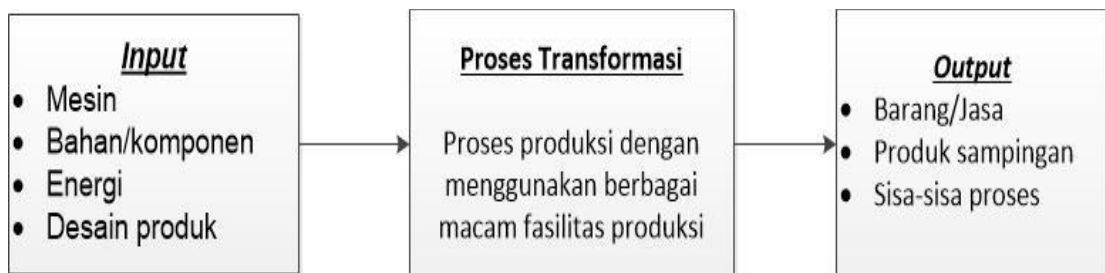 Input
• Mesin
• Bahan/komponen
• Energi
• Desain produk
Proses Transformasi
Proses produksi dengan
menggunakan berbagai
macam fasilitas produksi
Output
• Barang/Jasa
• Produk sampingan
• Sisa-sisa proses